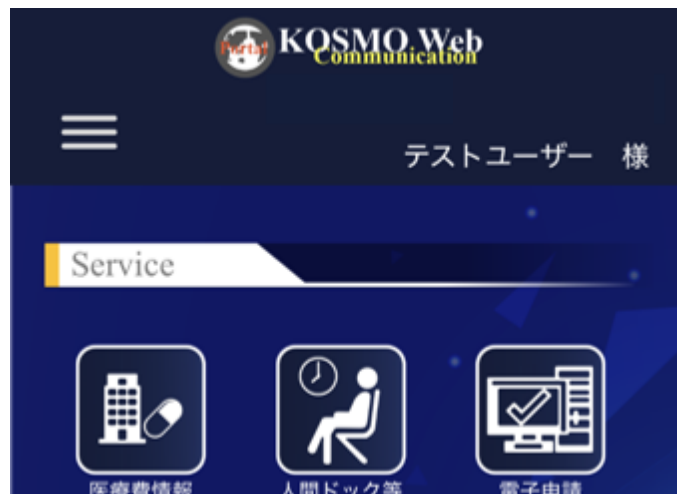 Portal KOSMO Web
Communication
テストユーザー 様
Service
医療費情報 人間ドック等 電子申請